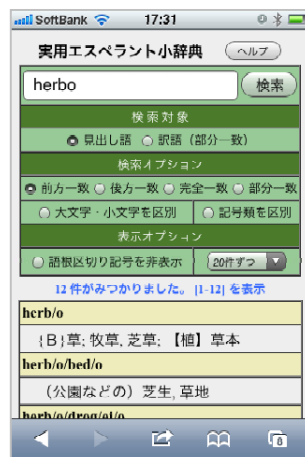 SoftBank 17:31
実用エスペラント小辞典 ヘルプ
herbo 検索
検索対象
見出し語 訳語（部分一致）
検索オプション
前方一致 後方一致 完全一致 部分一致
大文字・小文字を区別 記号類を区別
表示オプション
語根区切り記号を非表示 20件ずつ
12 件がみつかりました。 [1-12] を表示
herb/o
{B}草; 牧草, 芝草; 【植】草本
herb/o/bed/o
（公園などの）芝生, 草地
herb/o/drog/ej/o